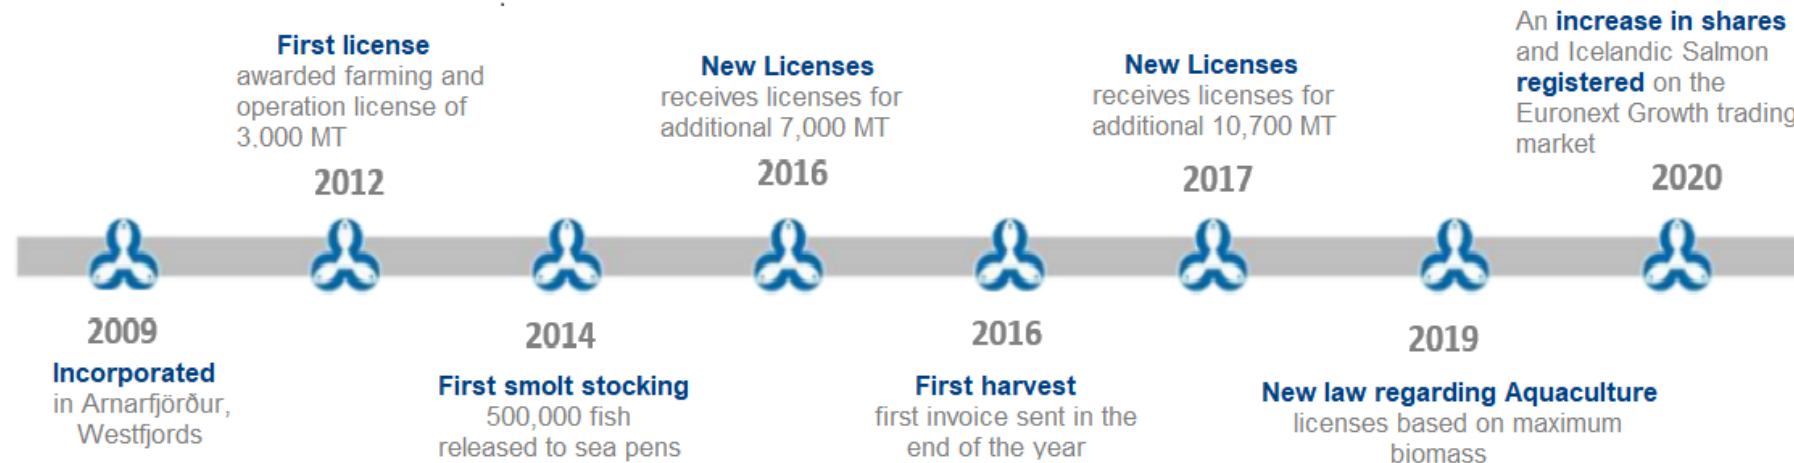 2009
Incorporated
in Arnarfjörður,
Westfjords
First license
awarded farming and
operation license of
3,000 MT
2012
2014
First smolt stocking
500,000 fish
released to sea pens
New Licenses
receives licenses for
additional 7,000 MT
2016
2016
First harvest
first invoice sent in the
end of the year
New Licenses
receives licenses for
additional 10,700 MT
2017
2019
New law regarding Aquaculture
licenses based on maximum
biomass
An increase in shares
and Icelandic Salmon
registered on the
Euronext Growth trading
market
2020